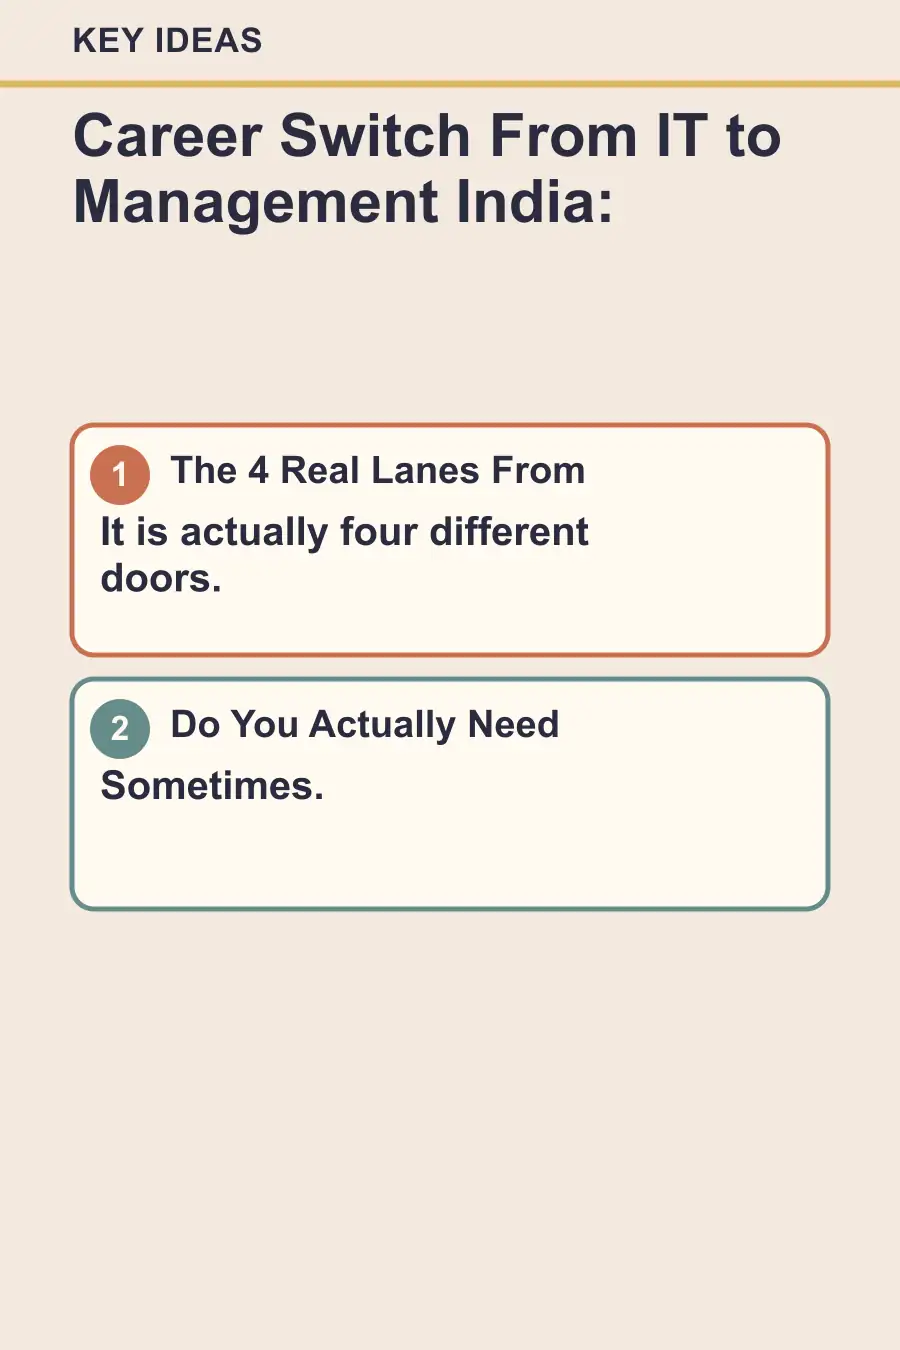 KEY IDEAS
Career Switch From IT to
Management India:
1 The 4 Real Lanes From
It is actually four different
doors.
2 Do You Actually Need
Sometimes.